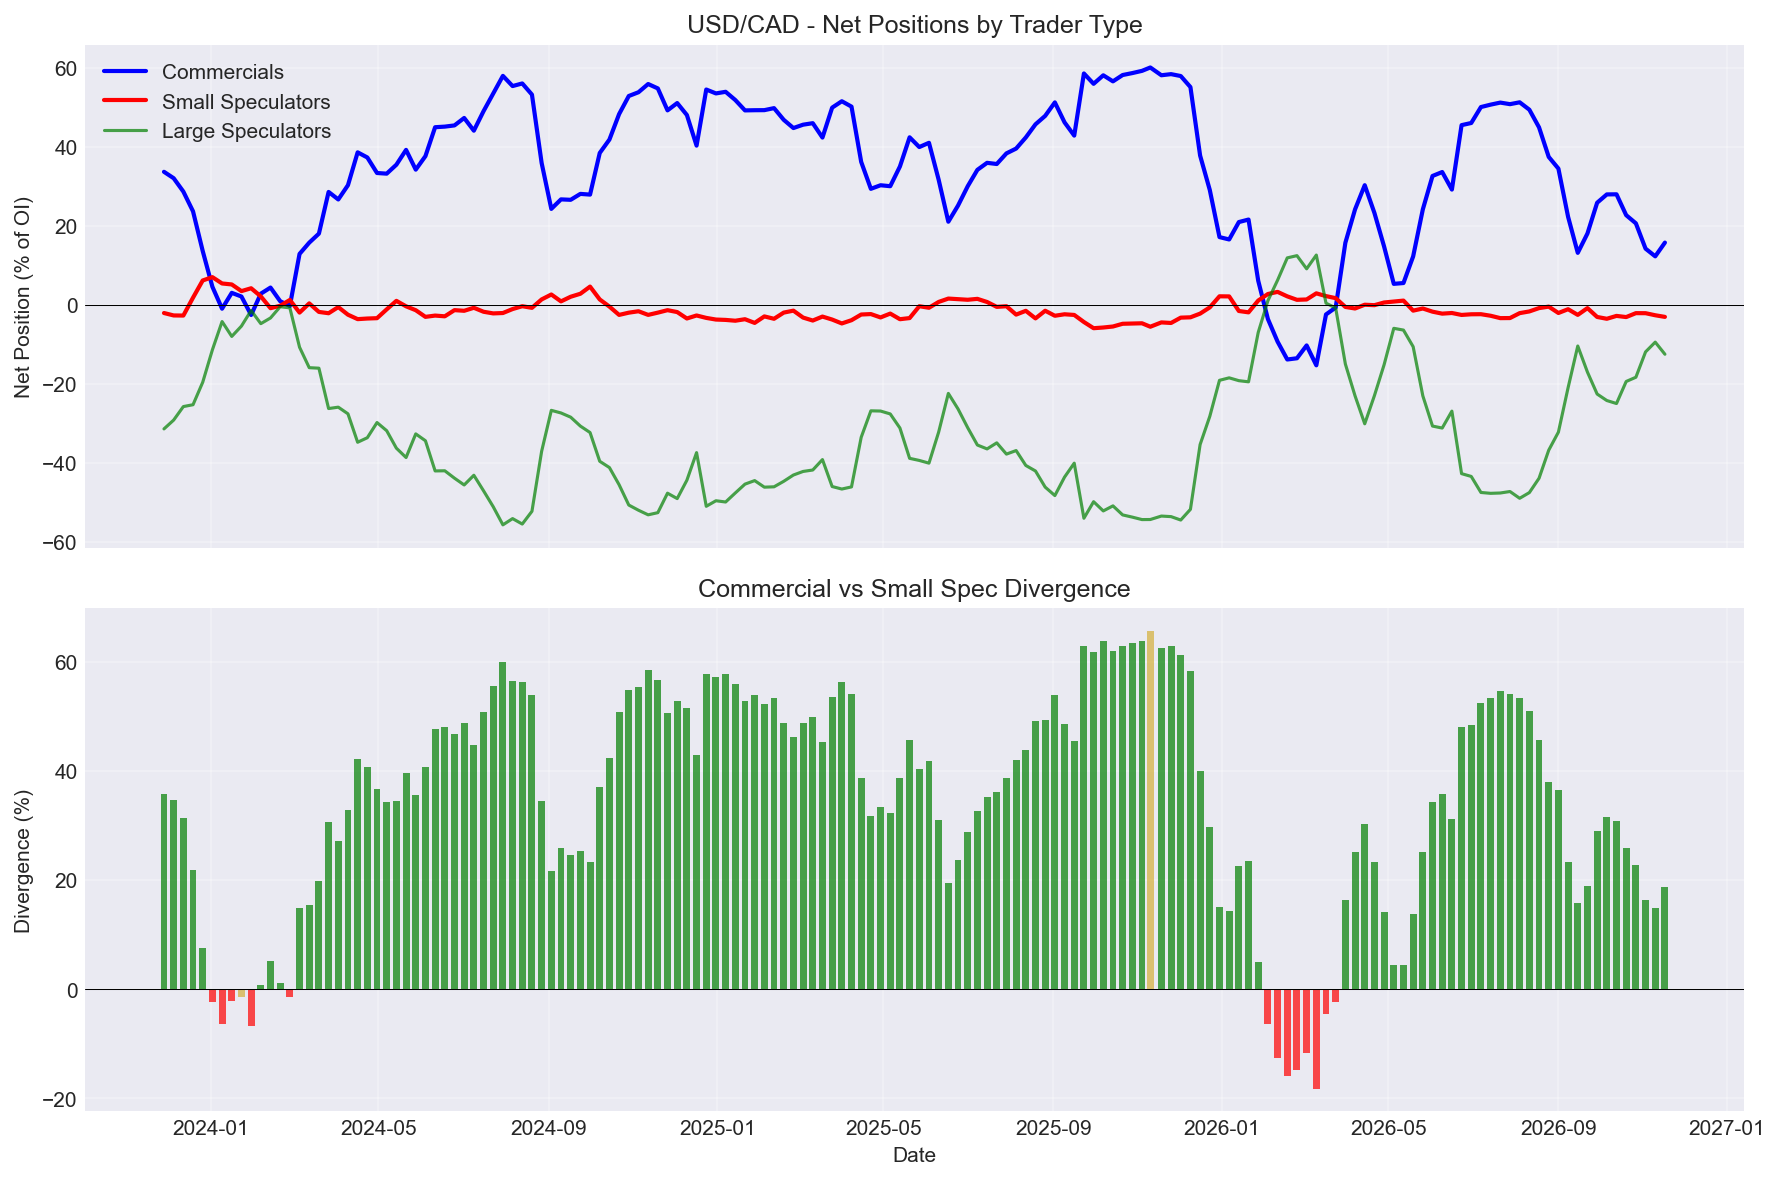 USD/CAD - Net Positions by Trader Type
Net Position (% of OI)
60
40
20
0
−20
−40
−60
Commercials
Small Speculators
Large Speculators
Commercial vs Small Spec Divergence
Divergence (%)
60
40
20
0
−20
2024-01 2024-05 2024-09 2025-01 2025-05 2025-09 2026-01 2026-05 2026-09 2027-01
Date